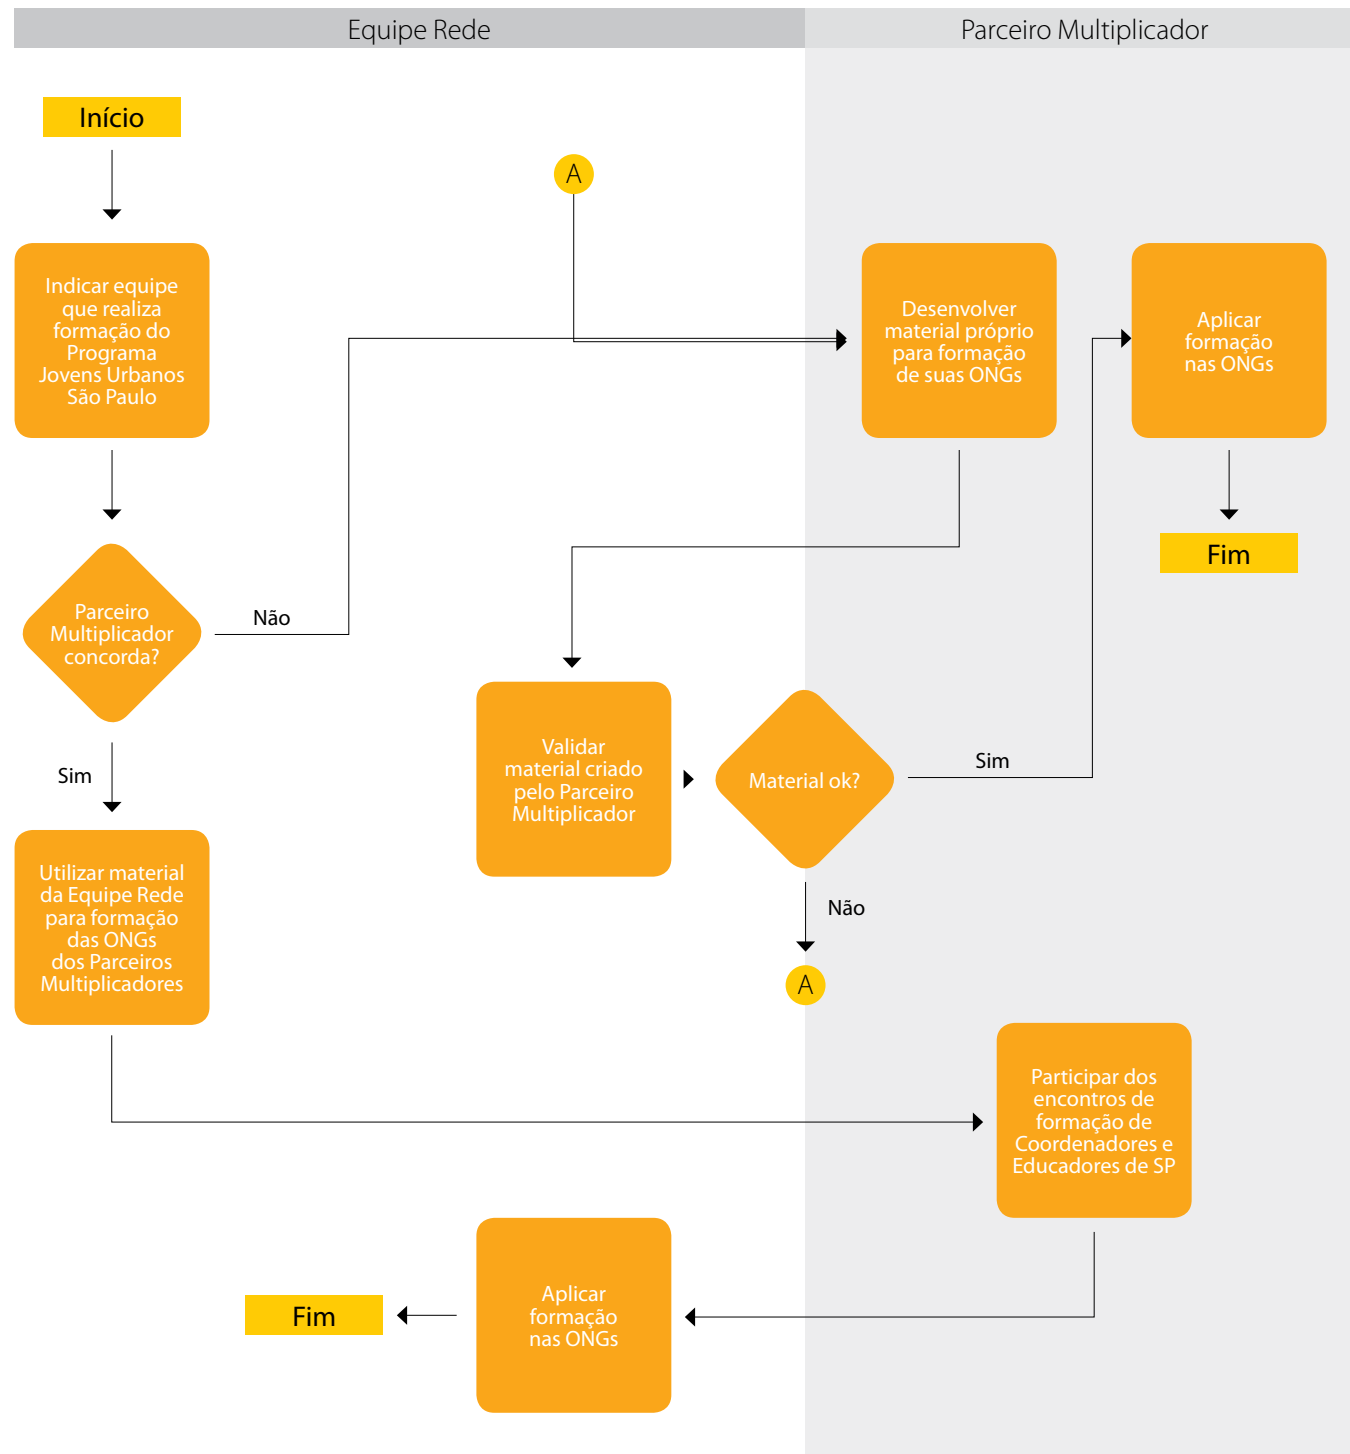 Equipe Rede
Parceiro Multiplicador
Início
A
Indicar equipe
que realiza
formação do
Programa
Jovens Urbanos
São Paulo
Desenvolver
material próprio
para formação
de suas ONGs
Aplicar
formação
nas ONGs
Fim
Parceiro
Multiplicador
concorda?
Não
Sim
Validar
material criado
pelo Parceiro
Multiplicador
Material ok?
Sim
Não
A
Utilizar material
da Equipe Rede
para formação
das ONGs
dos Parceiros
Multiplicadores
Participar dos
encontros de
formação de
Coordenadores e
Educadores de SP
Aplicar
formação
nas ONGs
Fim